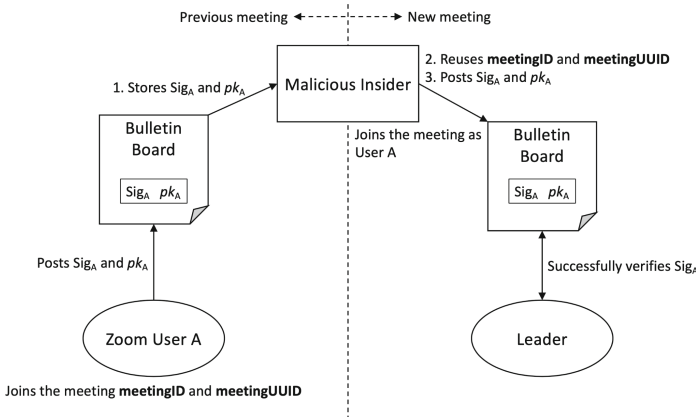 Previous meeting
New meeting
2. Reuses meetingID and meetingUUID
3. Posts SigA and pkA
1. Stores SigA and pkA
Malicious Insider
Joins the meeting as
User A
Bulletin
Board
SigA pkA
Bulletin
Board
SigA pkA
Posts SigA and pkA
Successfully verifies SigA
Zoom User A
Leader
Joins the meeting meetingID and meetingUUID